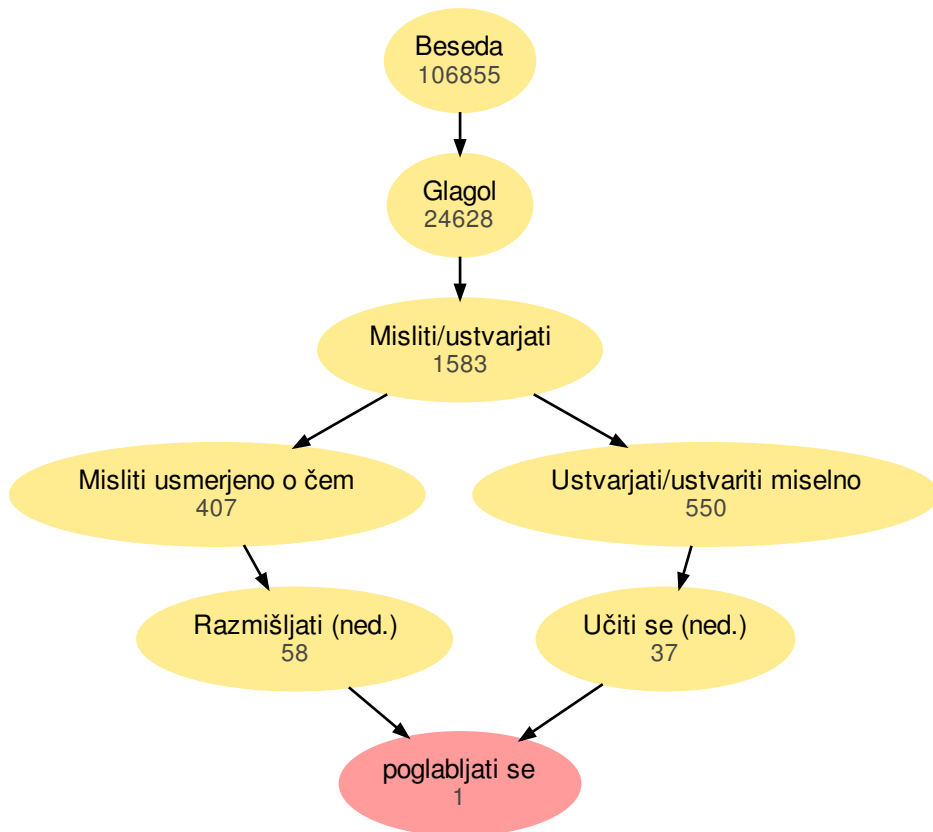 Beseda
106855
Glagol
24628
Misliti/ustvarjati
1583
Misliti usmerjeno o čem
407
Ustvarjati/ustvariti miselno
550
Razmišljati (ned.)
58
Učiti se (ned.)
37
poglabljati se
1